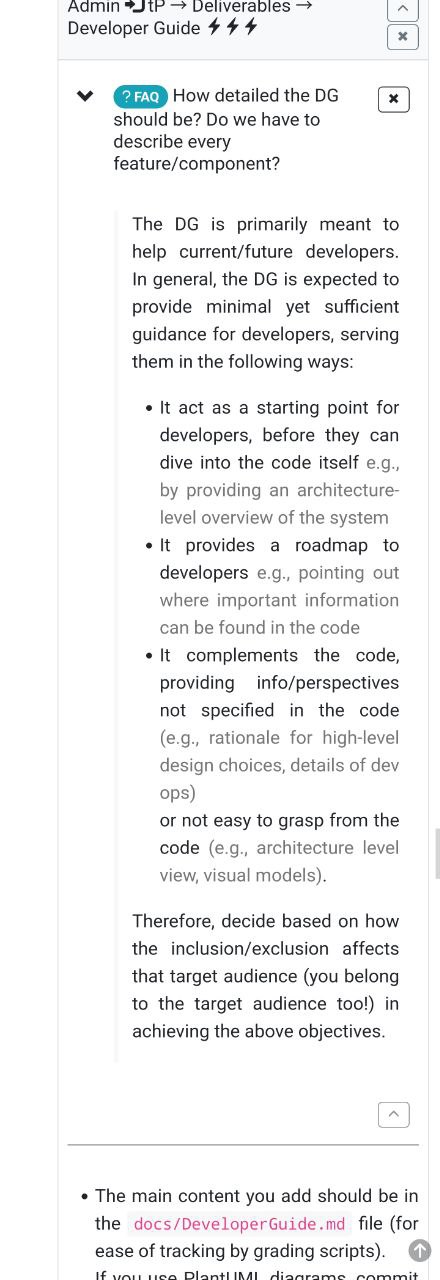 Admin tP → Deliverables →
Developer Guide
? FAQ How detailed the DG
should be? Do we have to
describe every
feature/component?
The DG is primarily meant to
help current/future developers.
In general, the DG is expected to
provide minimal yet sufficient
guidance for developers, serving
them in the following ways:
• It act as a starting point for
developers, before they can
dive into the code itself e.g.,
by providing an architecture-
level overview of the system
• It provides a roadmap to
developers e.g., pointing out
where important information
can be found in the code
• It complements the code,
providing info/perspectives
not specified in the code
(e.g., rationale for high-level
design choices, details of dev
ops)
or not easy to grasp from the
code (e.g., architecture level
view, visual models).
Therefore, decide based on how
the inclusion/exclusion affects
that target audience (you belong
to the target audience too!) in
achieving the above objectives.
• The main content you add should be in
the docs/DeveloperGuide.md file (for
ease of tracking by grading scripts).
If you use PlantUML diagrams, commit